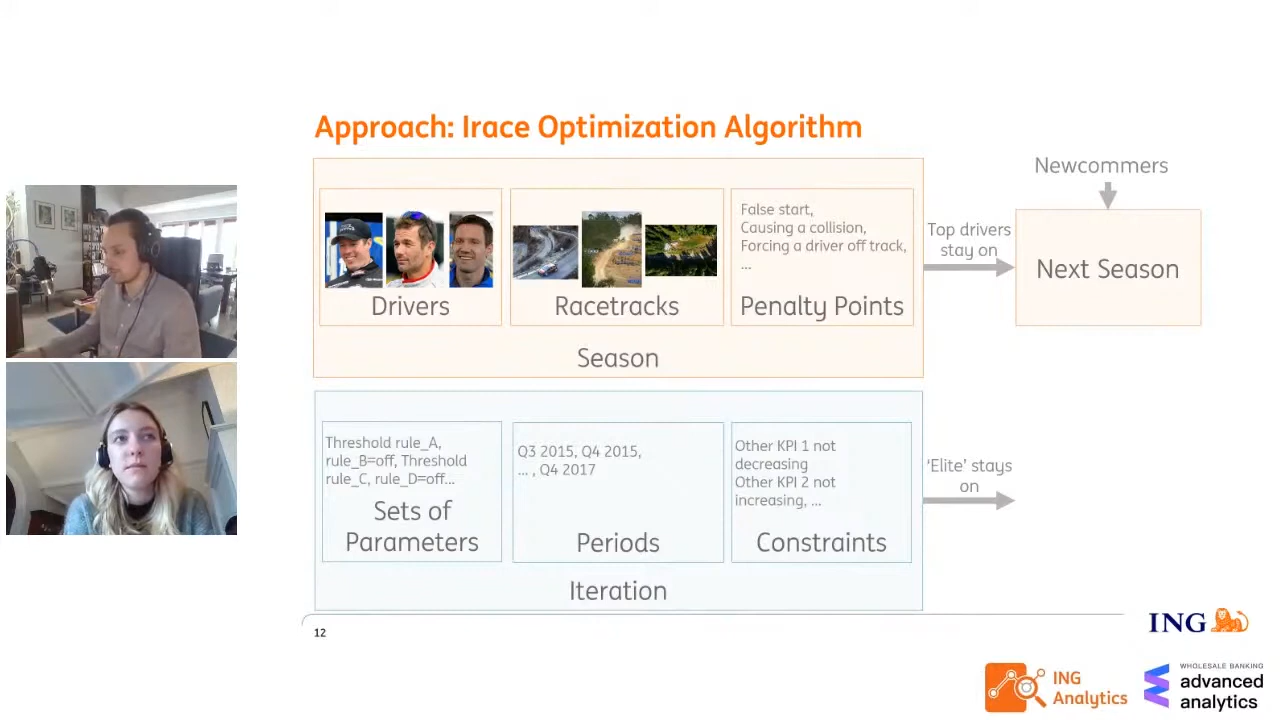 Approach: Irace Optimization Algorithm
Newcommers
False start,
Causing a collision,
Forcing a driver off track,
...
Drivers
Racetracks
Penalty Points
Season
Top drivers
stay on
Next Season
Threshold rule_A,
rule_B=off, Threshold
rule_C, rule_D=off...
Sets of
Parameters
Q3 2015, Q4 2015,
... , Q4 2017
Periods
Other KPI 1 not
decreasing
Other KPI 2 not
increasing, ...
Constraints
Iteration
‘Elite’ stays
on
12
ING
ING
Analytics
WHOLESALE BANKING
advanced
analytics